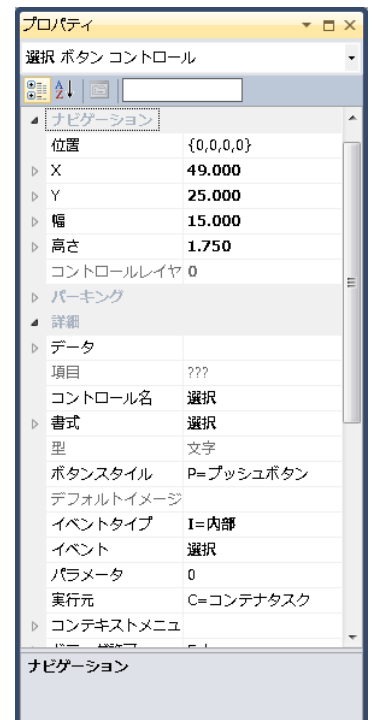 プロパティ
選択 ボタン コントロール
ナビゲーション
位置 {0,0,0,0}
X 49.000
Y 25.000
幅 15.000
高さ 1.750
コントロールレイヤ 0
パーキング
詳細
データ
項目 ???
コントロール名 選択
書式 選択
型 文字
ボタンスタイル P=プッシュボタン
デフォルトイメージ
イベントタイプ I=内部
イベント 選択
パラメータ 0
実行元 C=コンテナタスク
コンテキストメニュ
ナビゲーション